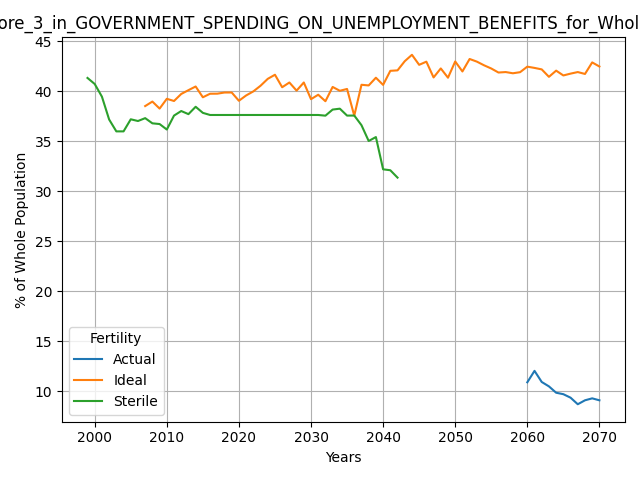 ore_3_in_GOVERNMENT_SPENDING_ON_UNEMPLOYMENT_BENEFITS_for_Whol
45
40
35
30
25
20
15
10
% of Whole Population
Fertility
Actual
Ideal
Sterile
2000 2010 2020 2030 2040 2050 2060 2070
Years